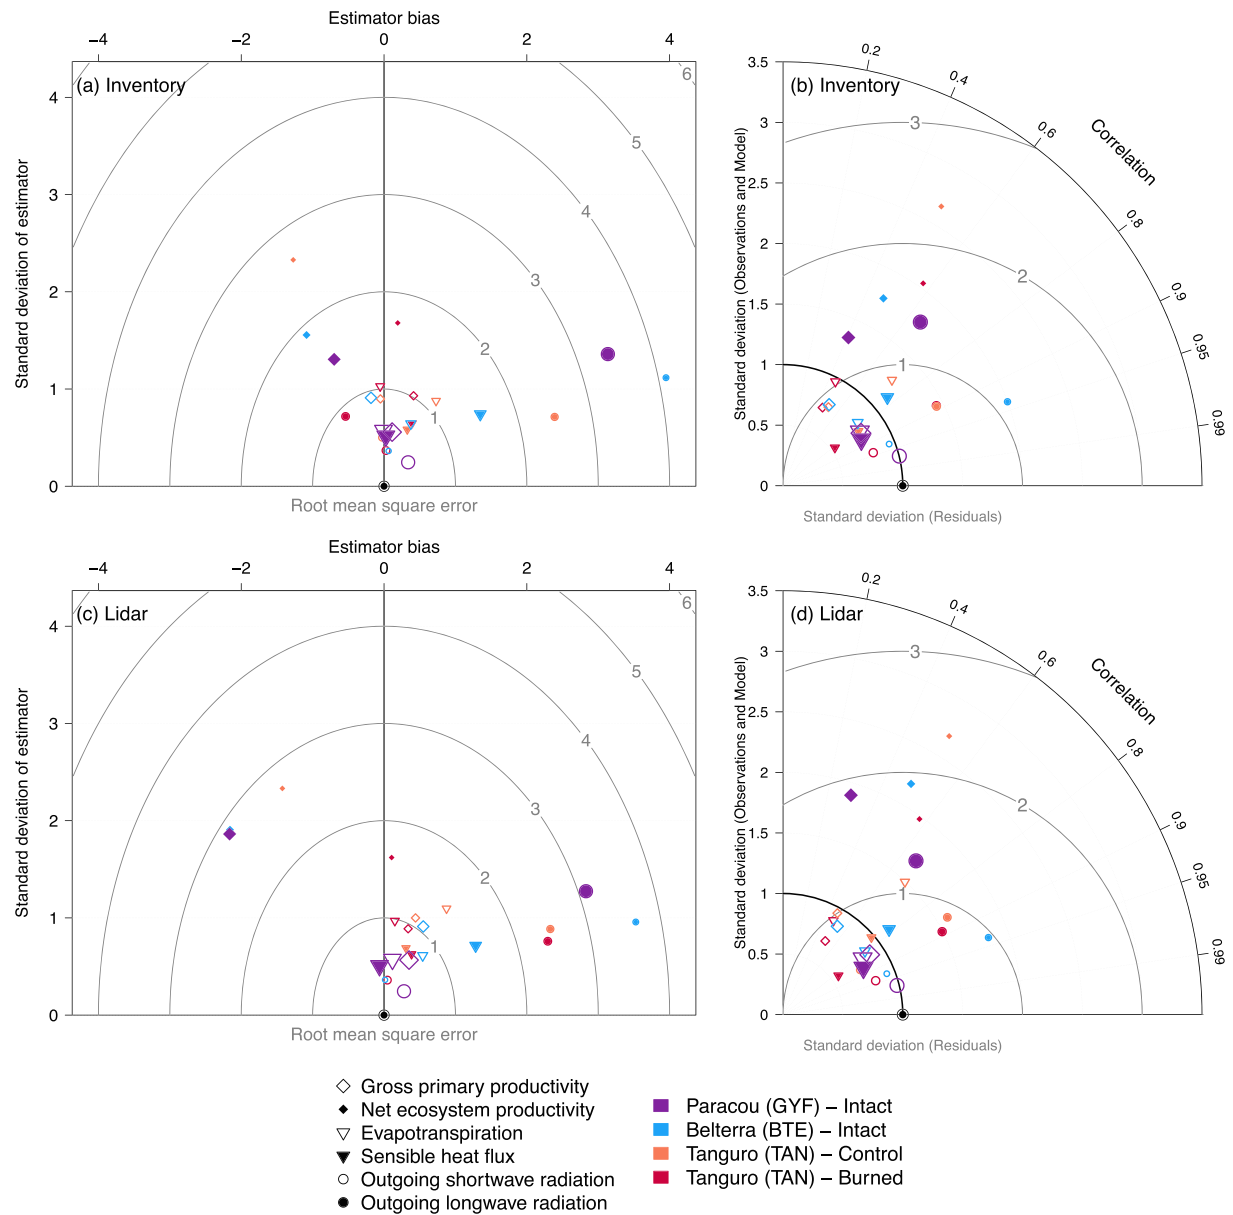 Estimator bias
−4 −2 0 2 4
(a) Inventory
Standard deviation of estimator
4
3
2
1
0
6
5
4
3
2
1
Root mean square error
(b) Inventory
Standard deviation (Observations and Model)
3.5
3
2.5
2
1.5
1
0.5
0
0.2
0.4
0.6
Correlation
0.8
0.9
0.95
0.99
3
2
1
Standard deviation (Residuals)
Estimator bias
−4 −2 0 2 4
(c) Lidar
Standard deviation of estimator
4
3
2
1
0
6
5
4
3
2
1
Root mean square error
(d) Lidar
Standard deviation (Observations and Model)
3.5
3
2.5
2
1.5
1
0.5
0
0.2
0.4
0.6
Correlation
0.8
0.9
0.95
0.99
3
2
1
Standard deviation (Residuals)
Gross primary productivity
Net ecosystem productivity
Evapotranspiration
Sensible heat flux
Outgoing shortwave radiation
Outgoing longwave radiation
Paracou (GYF) − Intact
Belterra (BTE) − Intact
Tanguro (TAN) − Control
Tanguro (TAN) − Burned